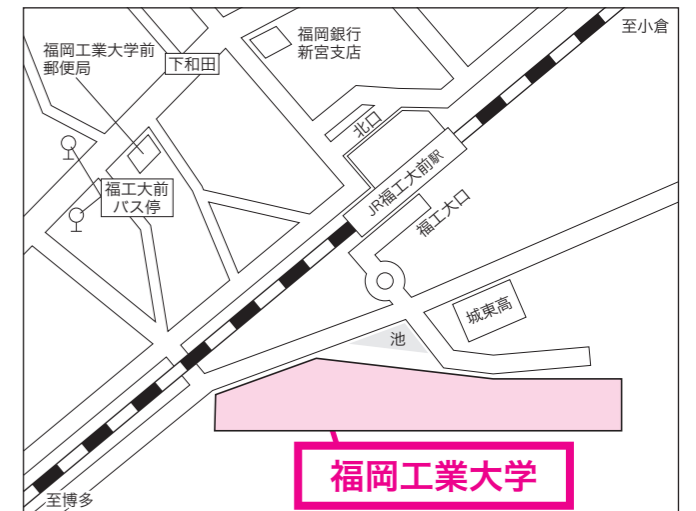 至小倉
福岡銀行
新宮支店
福岡工業大学前
郵便局
下和田
北口
JR福工大前駅
福工大前
バス停
福工大口
城東高
池
福岡工業大学
至博多